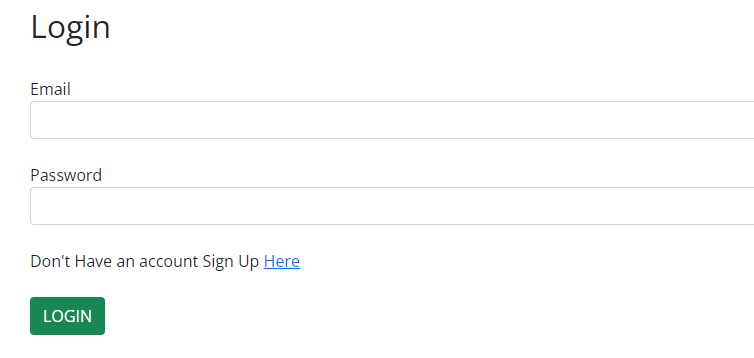 Login
Email
Password
Don't Have an account Sign Up Here
LOGIN